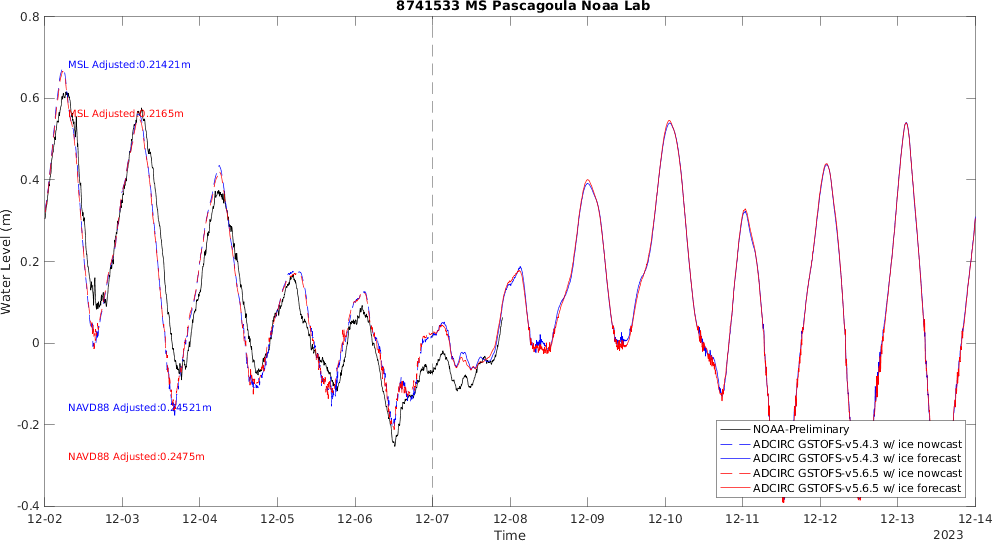 8741533 MS Pascagoula Noaa Lab
0.8
MSL Adjusted:0.21421m
0.6
MSL Adjusted:0.2165m
0.4
0.2
Water Level (m)
0
NAVD88 Adjusted:0.24521m
-0.2
NAVD88 Adjusted:0.2475m
-0.4
NOAA-Preliminary
ADCIRC GSTOFS-v5.4.3 w/ ice nowcast
ADCIRC GSTOFS-v5.4.3 w/ ice forecast
ADCIRC GSTOFS-v5.6.5 w/ ice nowcast
ADCIRC GSTOFS-v5.6.5 w/ ice forecast
12-02 12-03 12-04 12-05 12-06 12-07 12-08 12-09 12-10 12-11 12-12 12-13 12-14
Time
2023